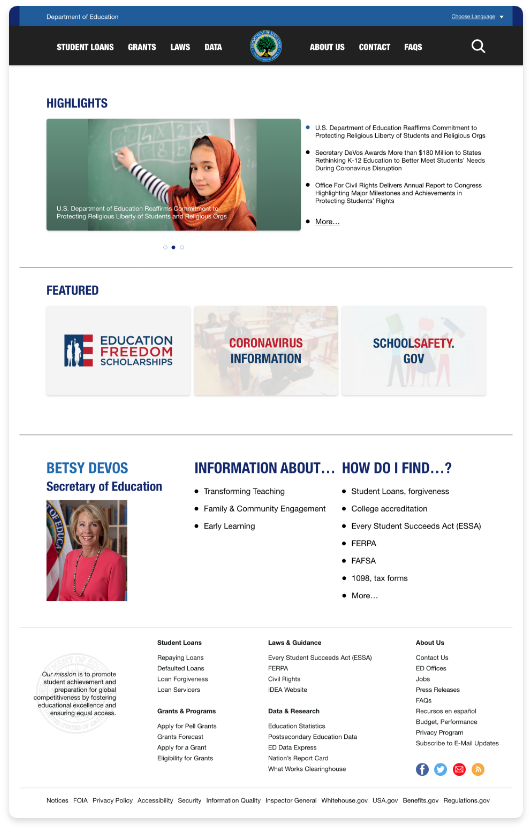 Department of Education
Choose Language
STUDENT LOANS GRANTS LAWS DATA ABOUT US CONTACT FAQS
HIGHLIGHTS
U.S. Department of Education Reaffirms Commitment to
Protecting Religious Liberty of Students and Religious Orgs
U.S. Department of Education Reaffirms Commitment to
Protecting Religious Liberty of Students and Religious Orgs
Secretary DeVos Awards More than $180 Million to States
Rethinking K-12 Education to Better Meet Students' Needs
During Coronavirus Disruption
Office For Civil Rights Delivers Annual Report to Congress
Highlighting Major Milestones and Achievements in
Protecting Students' Rights
More...
FEATURED
EDUCATION
FREEDOM
SCHOLARSHIPS
CORONAVIRUS
INFORMATION
SCHOOLSAFETY.
GOV
BETSY DEVOS
Secretary of Education
INFORMATION ABOUT...
Transforming Teaching
Family & Community Engagement
Early Learning
HOW DO I FIND...?
Student Loans, forgiveness
College accreditation
Every Student Succeeds Act (ESSA)
FERPA
FAFSA
1098, tax forms
More...
Our mission is to promote
student achievement and
preparation for global
competitiveness by fostering
educational excellence and
ensuring equal access.
Student Loans
Repaying Loans
Defaulted Loans
Loan Forgiveness
Loan Servicers
Grants & Programs
Apply for Pell Grants
Grants Forecast
Apply for a Grant
Eligibility for Grants
Laws & Guidance
Every Student Succeeds Act (ESSA)
FERPA
Civil Rights
IDEA Website
Data & Research
Education Statistics
Postsecondary Education Data
ED Data Express
Nation's Report Card
What Works Clearinghouse
About Us
Contact Us
ED Offices
Jobs
Press Releases
FAQs
Recursos en español
Budget, Performance
Privacy Program
Subscribe to E-Mail Updates
Notices FOIA Privacy Policy Accessibility Security Information Quality Inspector General Whitehouse.gov USA.gov Benefits.gov Regulations.gov